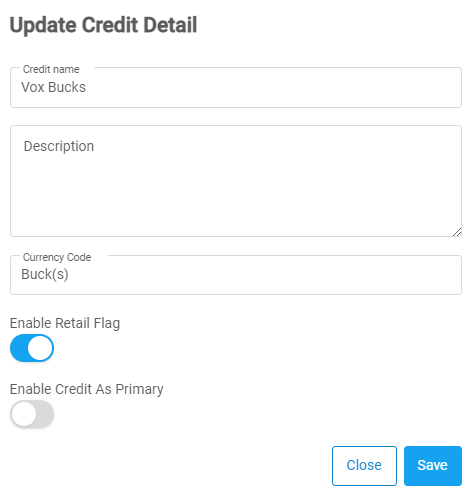 Update Credit Detail
Credit name
Vox Bucks
Description
Currency Code
Buck(s)
Enable Retail Flag
Enable Credit As Primary
Close Save